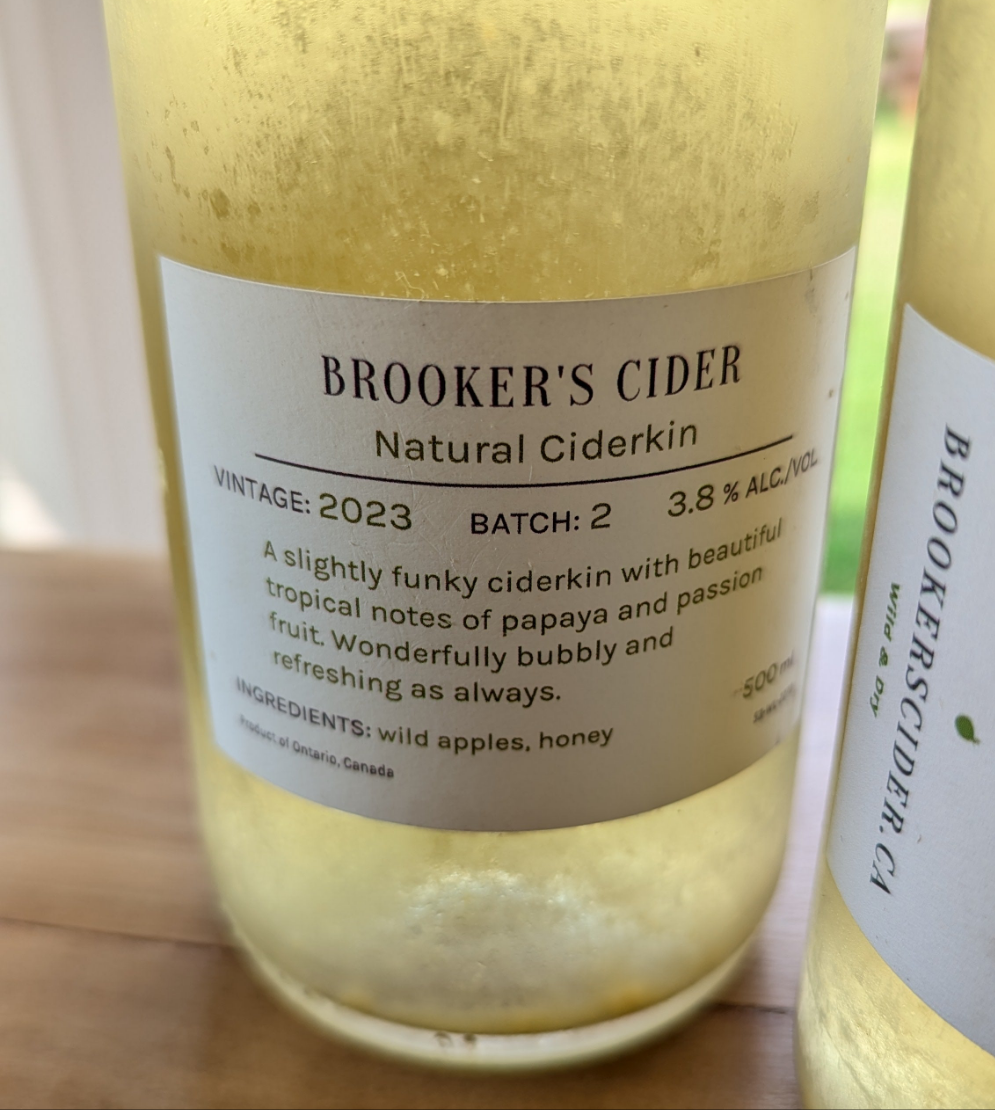 BROOKER'S CIDER
Natural Ciderkin
VINTAGE: 2023 BATCH: 2 3.8 % ALC./VOL
A slightly funky ciderkin with beautiful
tropical notes of papaya and passion
fruit. Wonderfully bubbly and
refreshing as always.
500 mL
INGREDIENTS: wild apples, honey
Product of Ontario, Canada
BROOKERSCIDER.CA
Wild & Dry